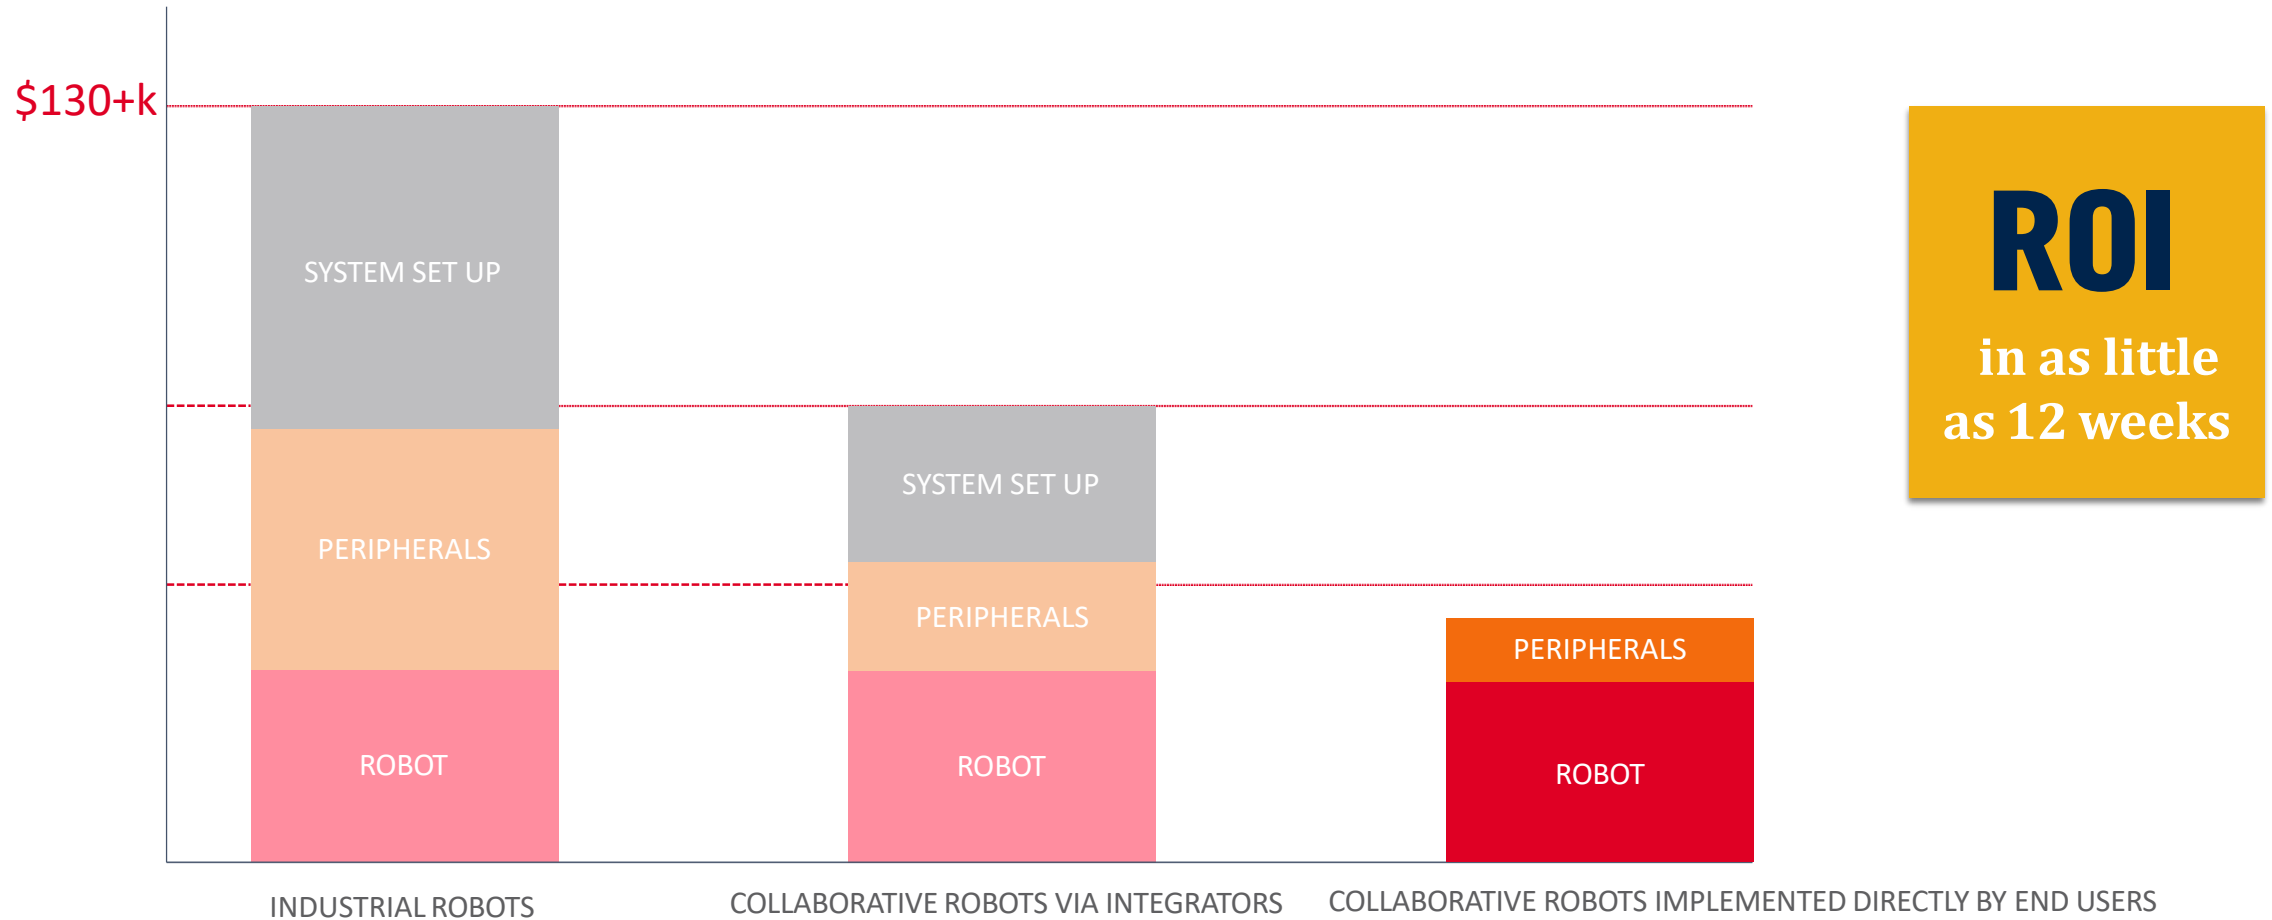 $130+k
SYSTEM SET UP
PERIPHERALS
ROBOT
INDUSTRIAL ROBOTS
SYSTEM SET UP
PERIPHERALS
ROBOT
COLLABORATIVE ROBOTS VIA INTEGRATORS
PERIPHERALS
ROBOT
COLLABORATIVE ROBOTS IMPLEMENTED DIRECTLY BY END USERS
ROI
in as little
as 12 weeks